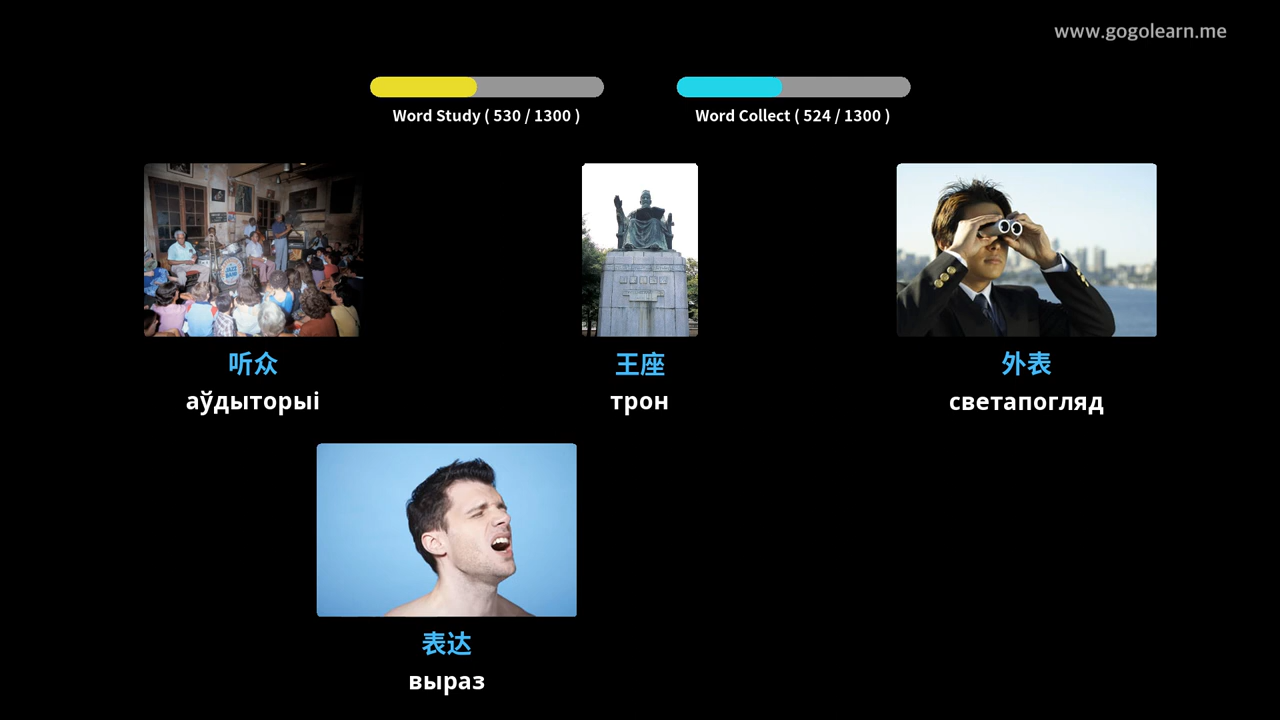 www.gogolearn.me
Word Study ( 530 / 1300 )
Word Collect ( 524 / 1300 )
听众
аўдыторыі
王座
трон
外表
светапогляд
表达
выраз